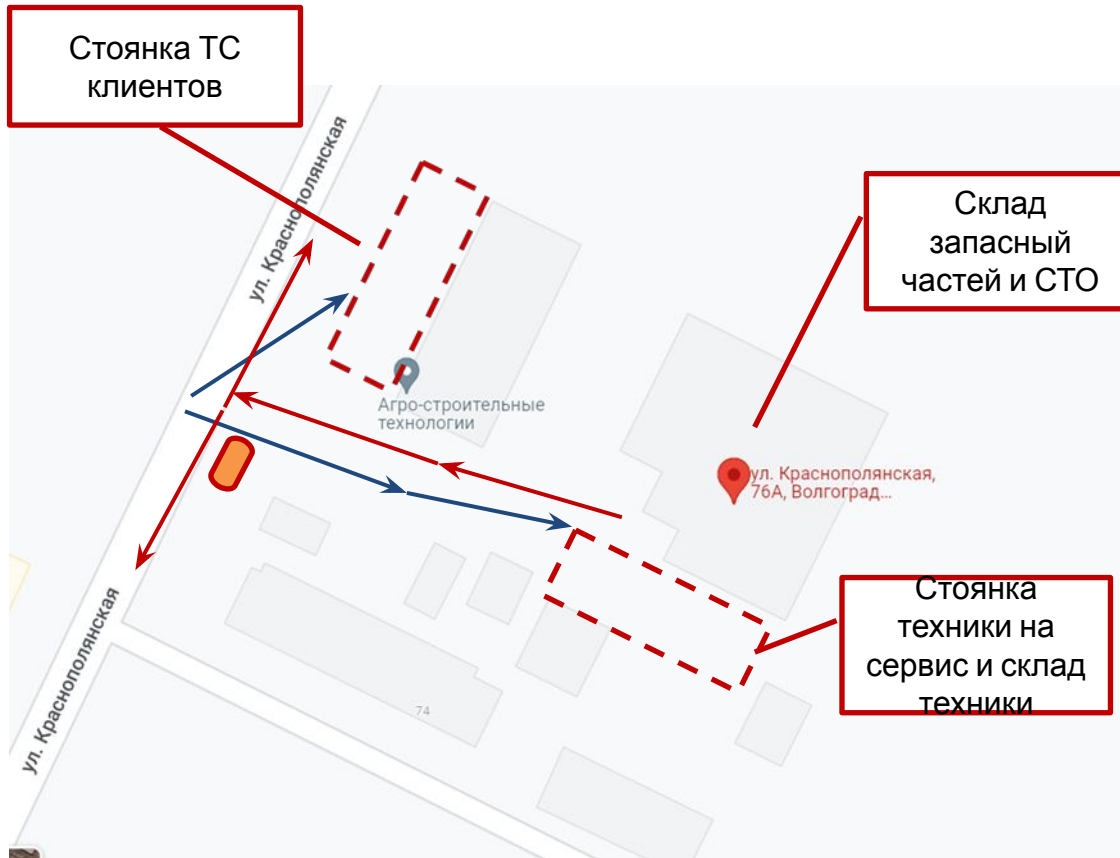 Стоянка ТС
клиентов
ул. Краснополянская
Склад
запасный
частей и СТО
Агро-строительные
технологии
ул. Краснополянская,
76А, Волгоград...
Стоянка
техники на
сервис и склад
техники
ул. Краснополянская
74